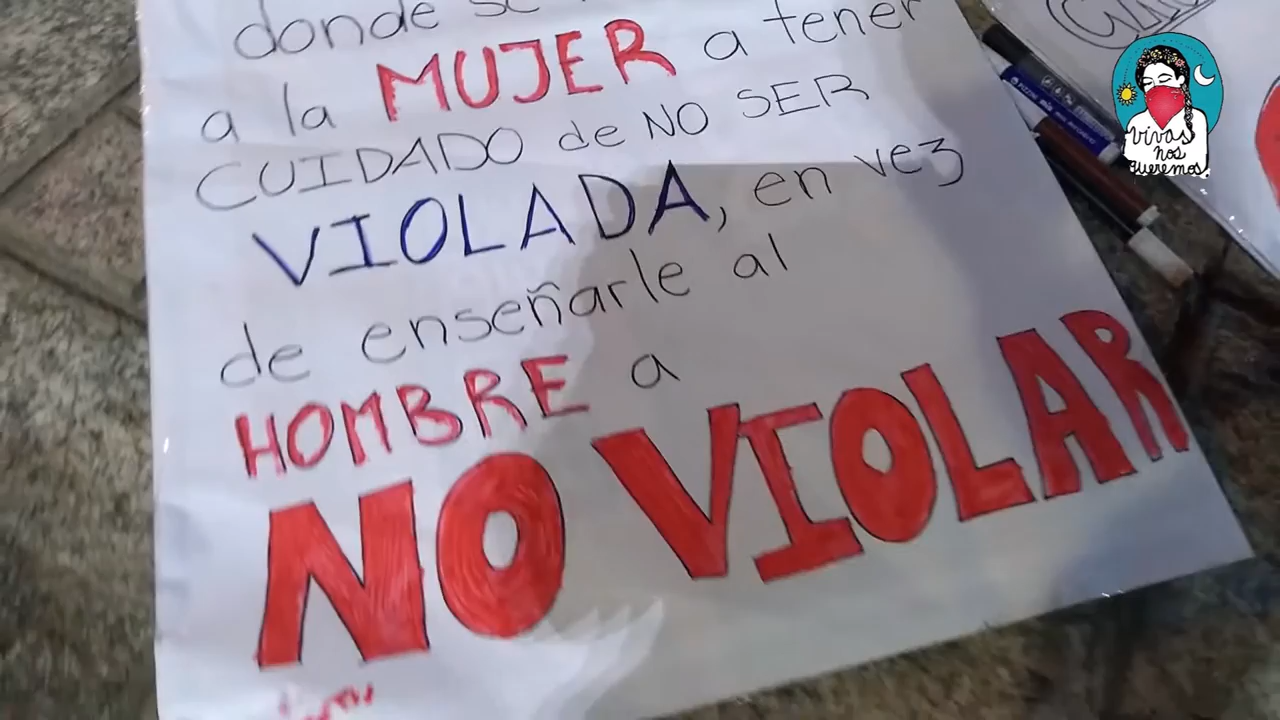 donde se
a la MUJER a tener
CUIDADO de NO SER
VIOLADA, en vez
de enseñarle al
HOMBRE a
NO VIOLAR
vivas
nos
queremos